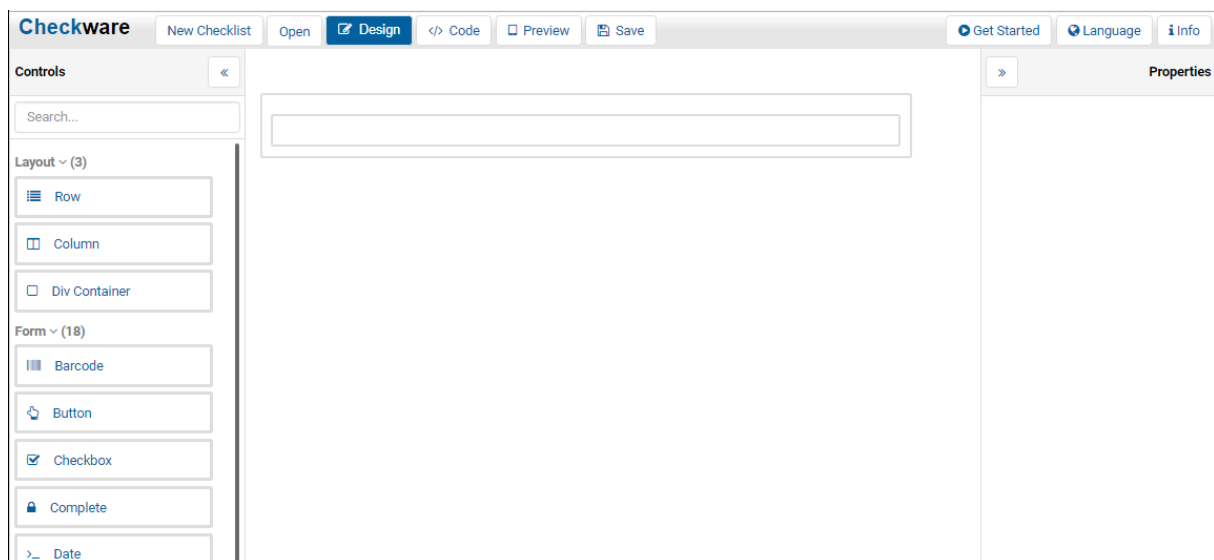 Checkware New Checklist Open Design </> Code Preview Save Get Started Language i Info
Controls « » Properties
Search...
Layout (3)
Row
Column
Div Container
Form (18)
Barcode
Button
Checkbox
Complete
>_ Date